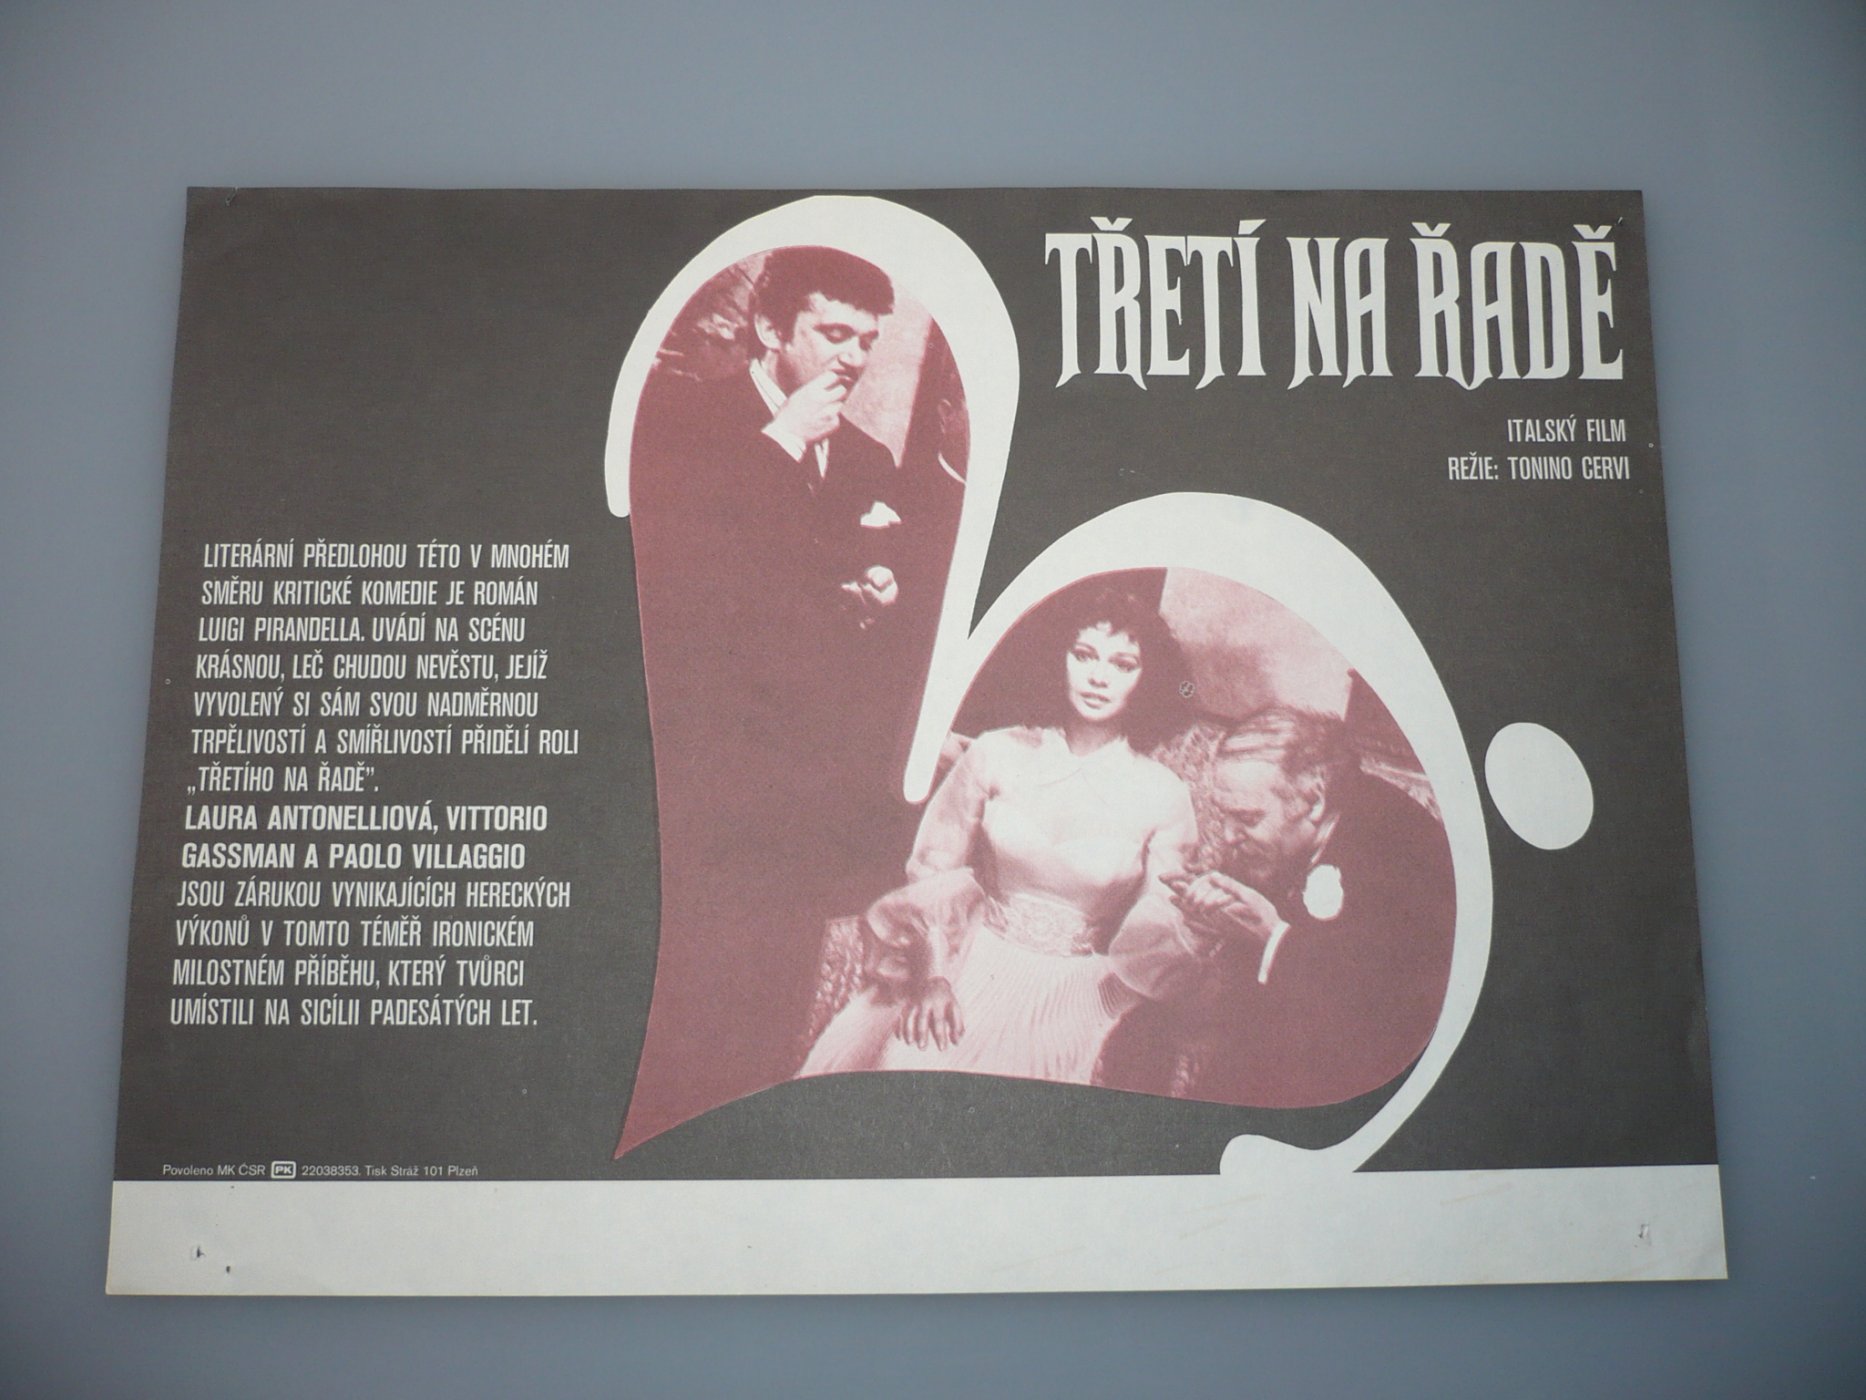 TŘETÍ NA ŘADĚ
ITALSKÝ FILM
REŽIE: TONINO CERVI
LITERÁRNÍ PŘEDLOHOU TÉTO V MNOHÉM
SMĚRU KRITICKÉ KOMEDIE JE ROMÁN
LUIGI PIRANDELLA. UVÁDÍ NA SCÉNU
KRÁSNOU, LEČ CHUDOU NEVĚSTU, JEJÍŽ
VYVOLENÝ SI SÁM SVOU NADMĚRNOU
TRPĚLIVOSTÍ A SMÍŘLIVOSTÍ PŘIDĚLÍ ROLI
„TŘETÍHO NA ŘADĚ”.
LAURA ANTONELLIOVÁ, VITTORIO
GASSMAN A PAOLO VILLAGGIO
JSOU ZÁRUKOU VYNIKAJÍCÍCH HERECKÝCH
VÝKONŮ V TOMTO TÉMĚŘ IRONICKÉM
MILOSTNÉM PŘÍBĚHU, KTERÝ TVŮRCI
UMÍSTILI NA SICÍLII PADESÁTÝCH LET.
Povoleno MK ČSR PK 22038353. Tisk Stráž 101 Plzeň